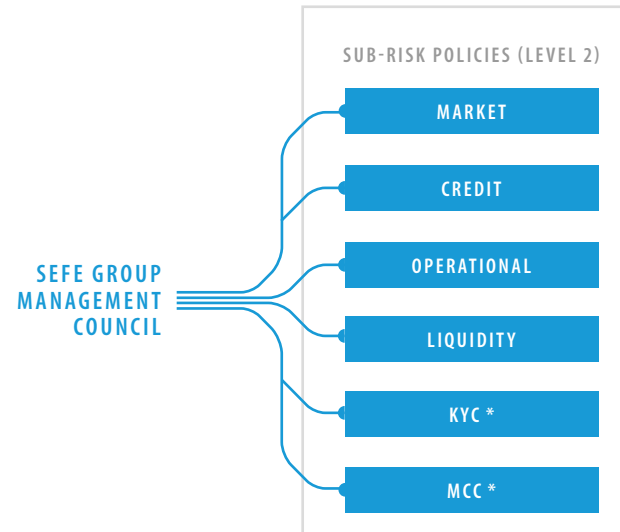 SUB-RISK POLICIES (LEVEL 2)
MARKET
CREDIT
OPERATIONAL
SEFE GROUP
MANAGEMENT
COUNCIL
LIQUIDITY
KYC *
MCC *